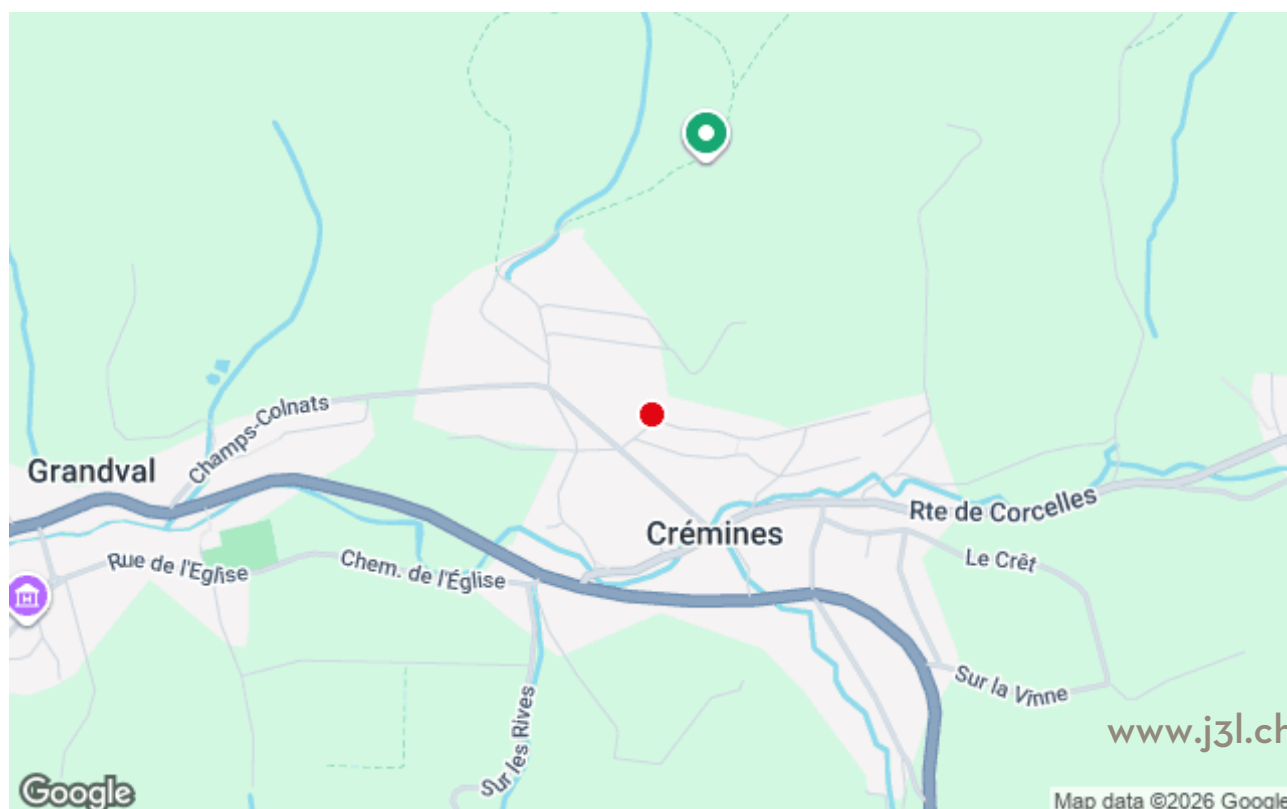 Champs-Colnats
Grandval
Rte de Corcelles
Crémines
Rue de l'Eglise
Chem. de l'Église
Le Crêt
Sur la Vinne
Sur les Rives
www.j3l.ch
Google
Map data ©2026 Google